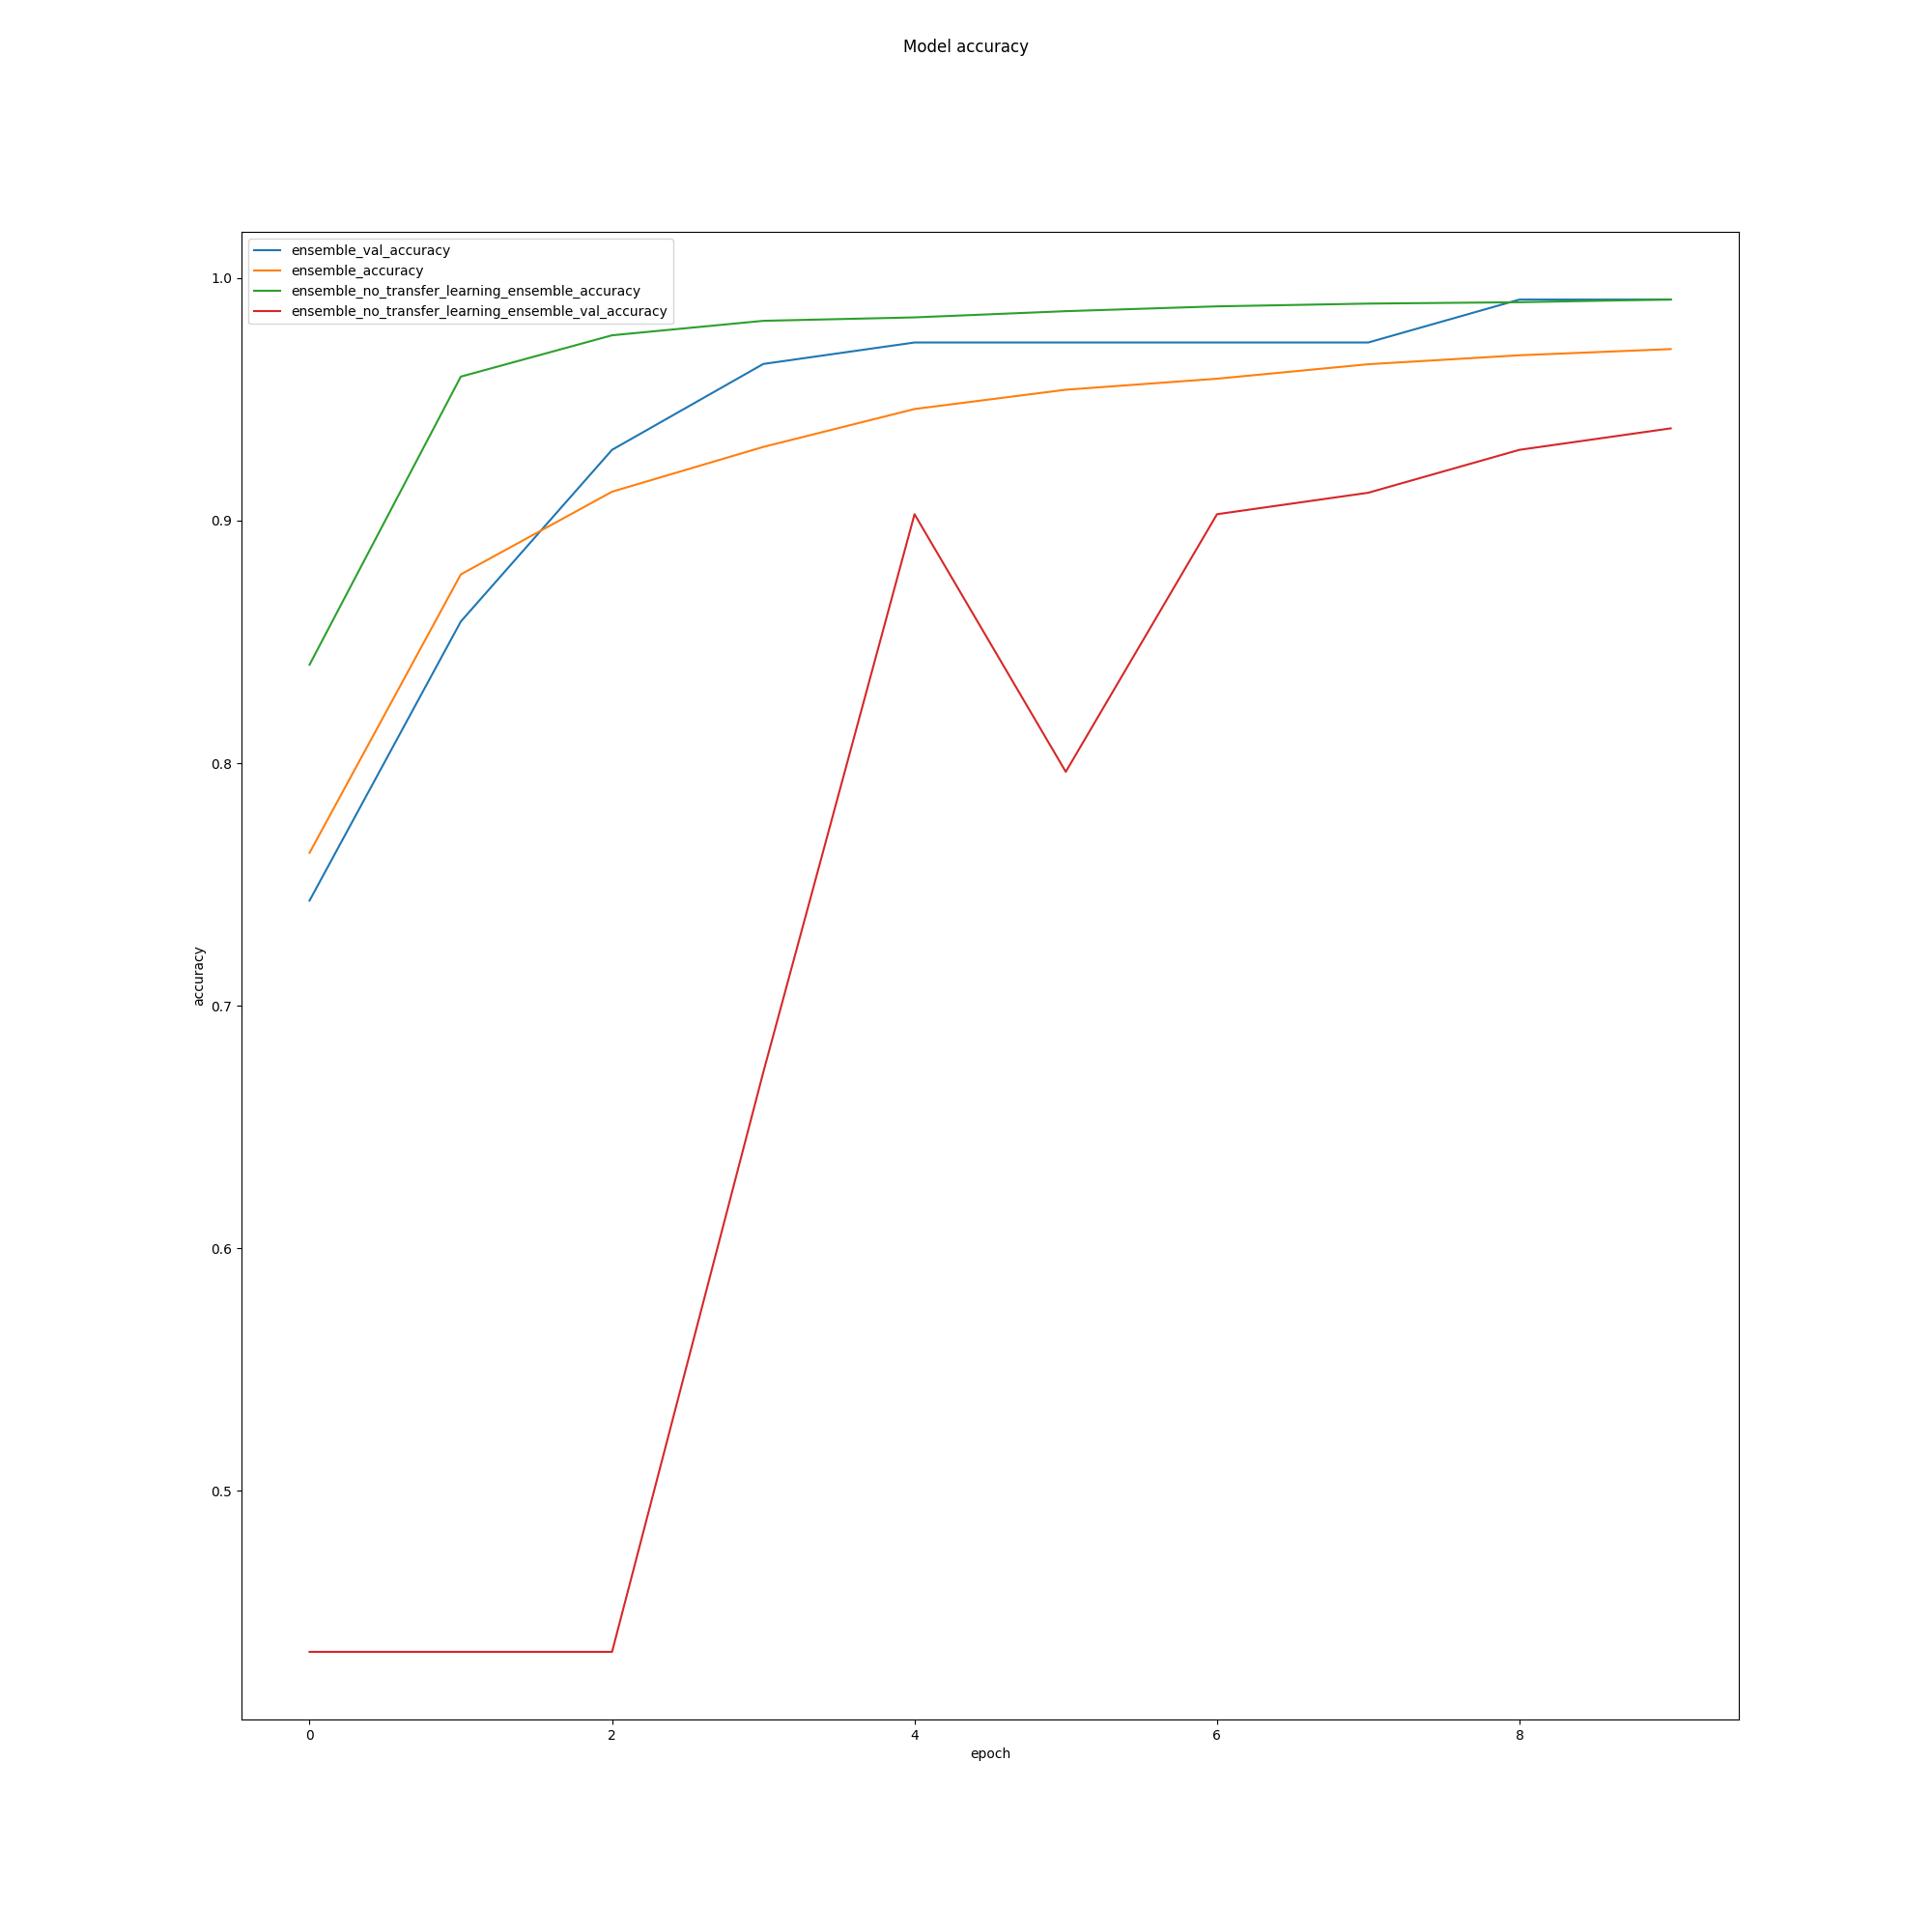 Model accuracy
ensemble_val_accuracy
ensemble_accuracy
ensemble_no_transfer_learning_ensemble_accuracy
ensemble_no_transfer_learning_ensemble_val_accuracy
1.0
0.9
0.8
0.7
0.6
0.5
accuracy
0 2 4 6 8
epoch